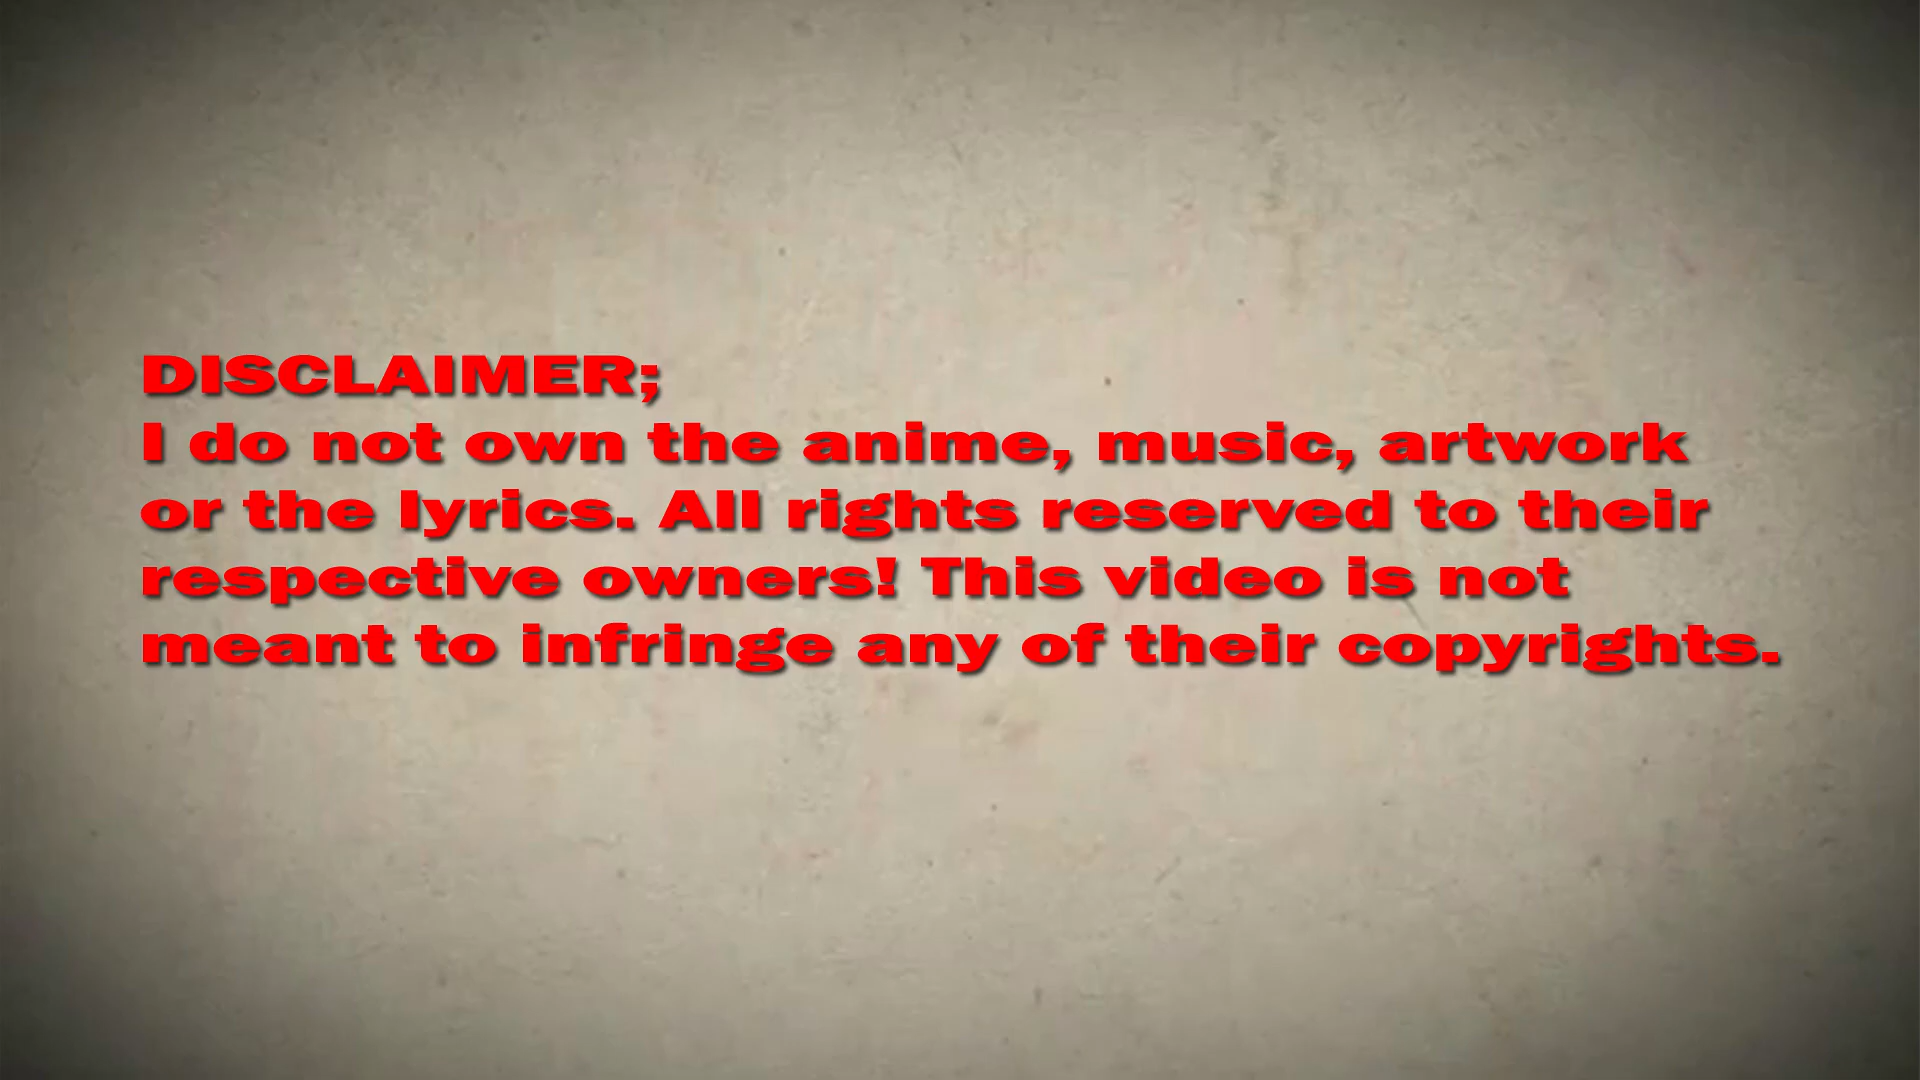 DISCLAIMER;
I do not own the anime, music, artwork
or the lyrics. All rights reserved to their
respective owners! This video is not
meant to infringe any of their copyrights.